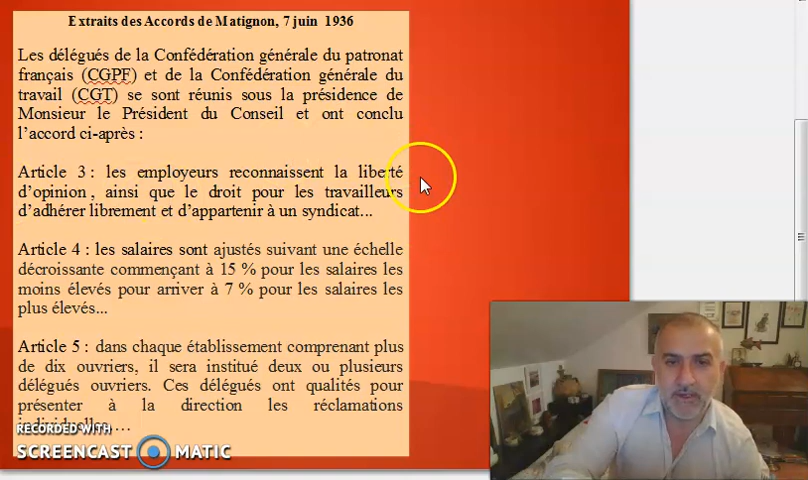 Extraits des Accords de Matignon, 7 juin 1936
Les délégués de la Confédération générale du patronat
français (CGPF) et de la Confédération générale du
travail (CGT) se sont réunis sous la présidence de
Monsieur le Président du Conseil et ont conclu
l'accord ci-après :
Article 3 : les employeurs reconnaissent la liberté
d'opinion, ainsi que le droit pour les travailleurs
d'adhérer librement et d'appartenir à un syndicat...
Article 4 : les salaires sont ajustés suivant une échelle
décroissante commençant à 15 % pour les salaires les
moins élevés pour arriver à 7 % pour les salaires les
plus élevés...
Article 5 : dans chaque établissement comprenant plus
de dix ouvriers, il sera institué deux ou plusieurs
délégués ouvriers. Ces délégués ont qualités pour
présenter à la direction les réclamations
RECORDED WITH
SCREENCAST MATIC